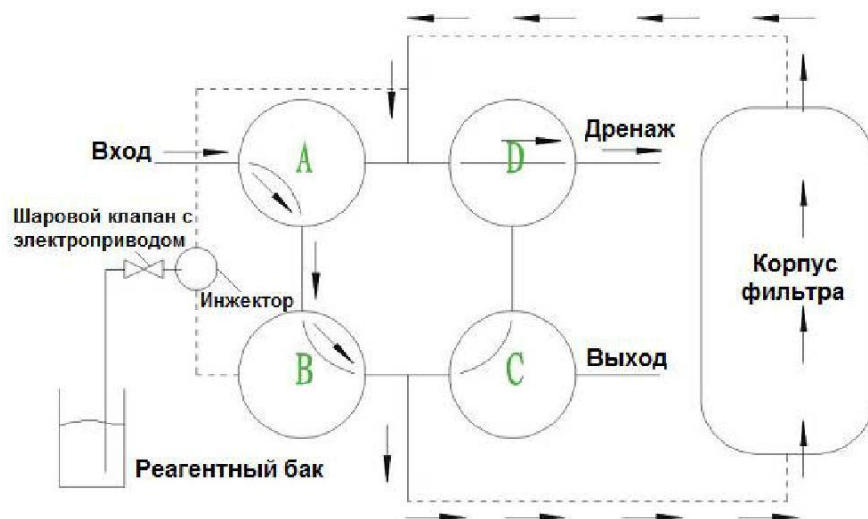 Вход
A
D
Дренаж
Шаровой клапан с
электроприводом
Инжектор
Корпус
фильтра
B
C
Выход
Реагентный бак